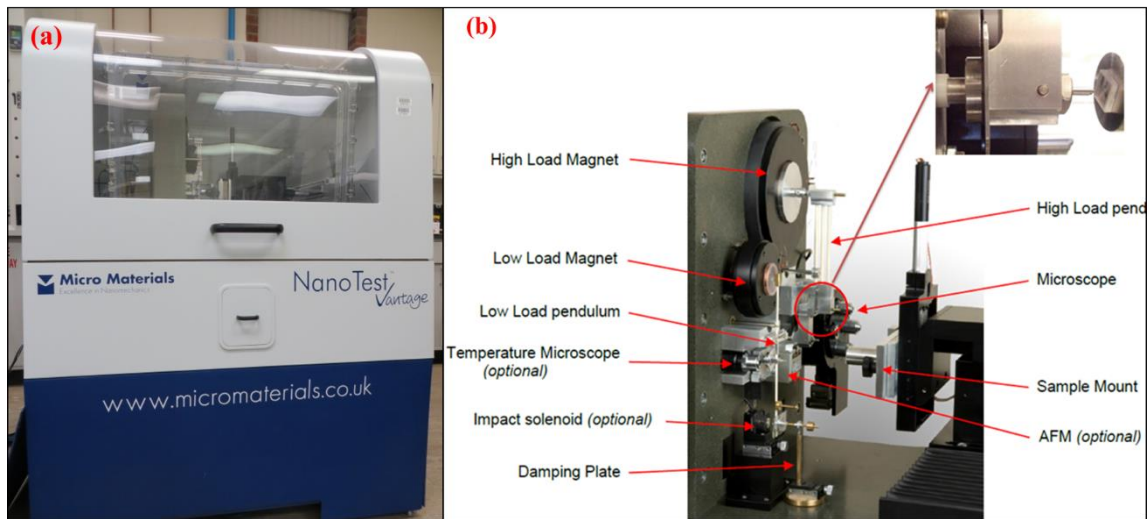 (a)
Micro Materials
Excellence in Nanomechanics
NanoTest
Vantage
www.micromaterials.co.uk
(b)
High Load Magnet
Low Load Magnet
Low Load pendulum
Temperature Microscope
(optional)
Impact solenoid (optional)
Damping Plate
High Load pend
Microscope
Sample Mount
AFM (optional)